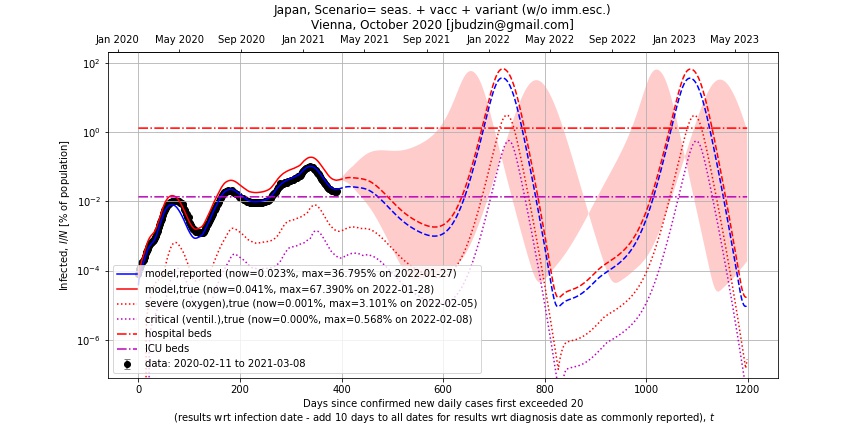 Japan, Scenario= seas. + vacc + variant (w/o imm.esc.)
Vienna, October 2020 [jbudzin@gmail.com]
Jan 2020 May 2020 Sep 2020 Jan 2021 May 2021 Sep 2021 Jan 2022 May 2022 Sep 2022 Jan 2023 May 2023
Infected, I/N [% of population]
10²
10⁰
10⁻²
10⁻⁴
10⁻⁶
model,reported (now=0.023%, max=36.795% on 2022-01-27)
model,true (now=0.041%, max=67.390% on 2022-01-28)
severe (oxygen),true (now=0.001%, max=3.101% on 2022-02-05)
critical (ventil.),true (now=0.000%, max=0.568% on 2022-02-08)
hospital beds
ICU beds
data: 2020-02-11 to 2021-03-08
0 200 400 600 800 1000 1200
Days since confirmed new daily cases first exceeded 20
(results wrt infection date - add 10 days to all dates for results wrt diagnosis date as commonly reported), t